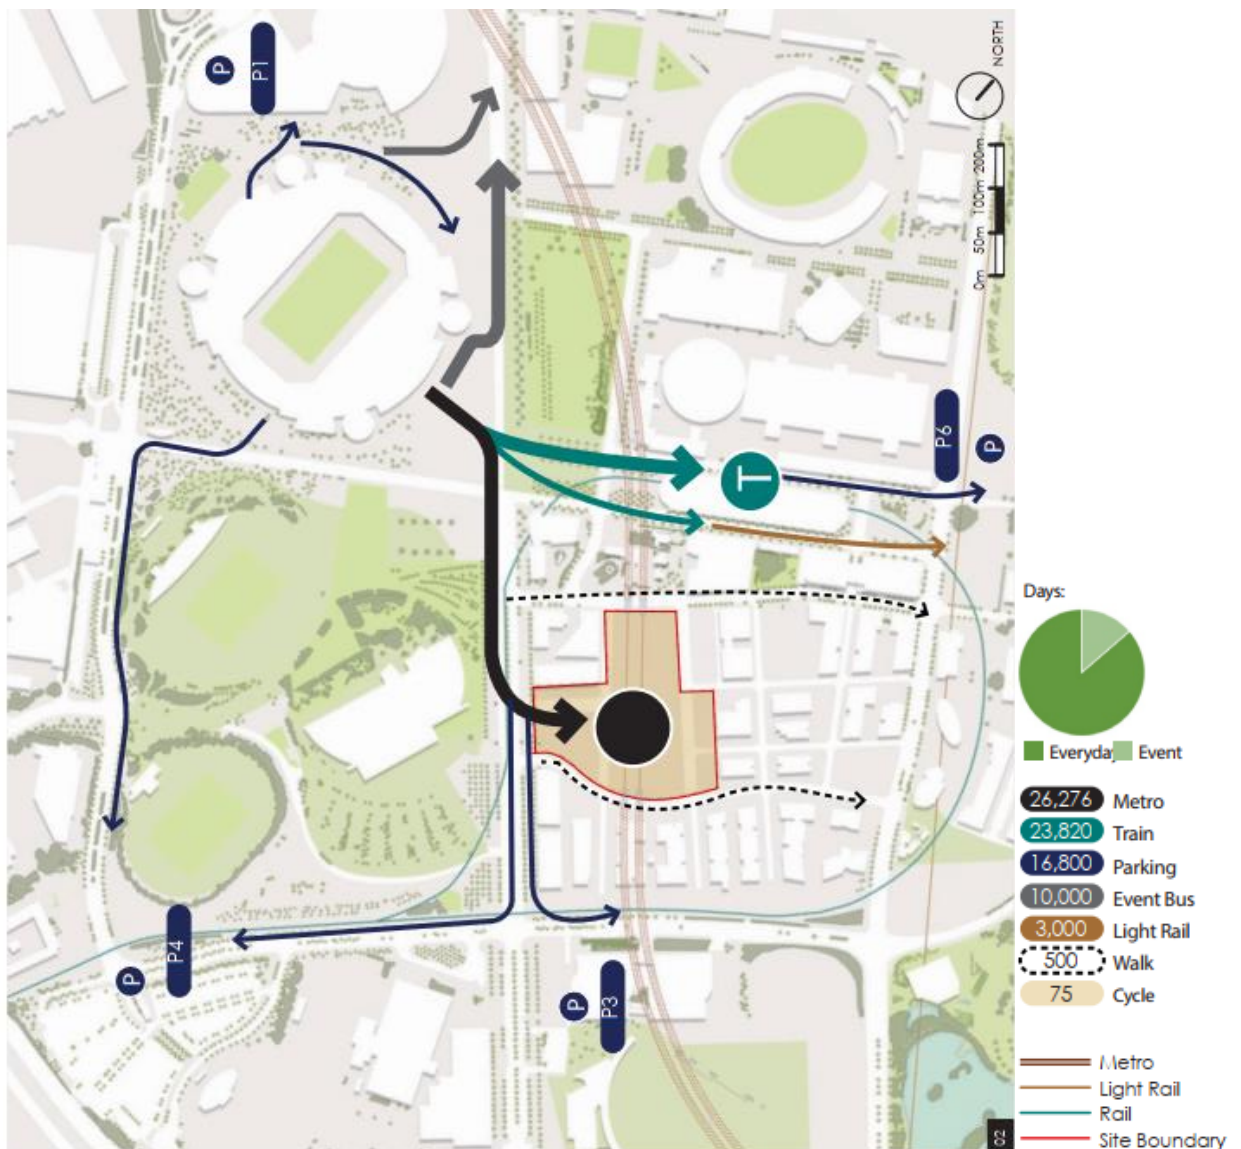 P
P1
NORTH
0m 50m 100m 200m
P6
P
T
P4
P
P
P3
02
Days:
Everyday
Event
26,276 Metro
23,820 Train
16,800 Parking
10,000 Event Bus
3,000 Light Rail
500 Walk
75 Cycle
Metro
Light Rail
Rail
Site Boundary